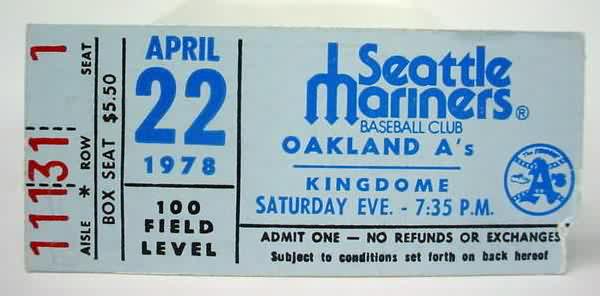 11131 1
AISLE * ROW SEAT
BOX SEAT $5.50
APRIL
22
1978
100
FIELD
LEVEL
Seattle
Mariners®
BASEBALL CLUB
OAKLAND A's
KINGDOME
SATURDAY EVE. - 7:35 P.M.
A's
ADMIT ONE — NO REFUNDS OR EXCHANGES
Subject to conditions set forth on back hereof